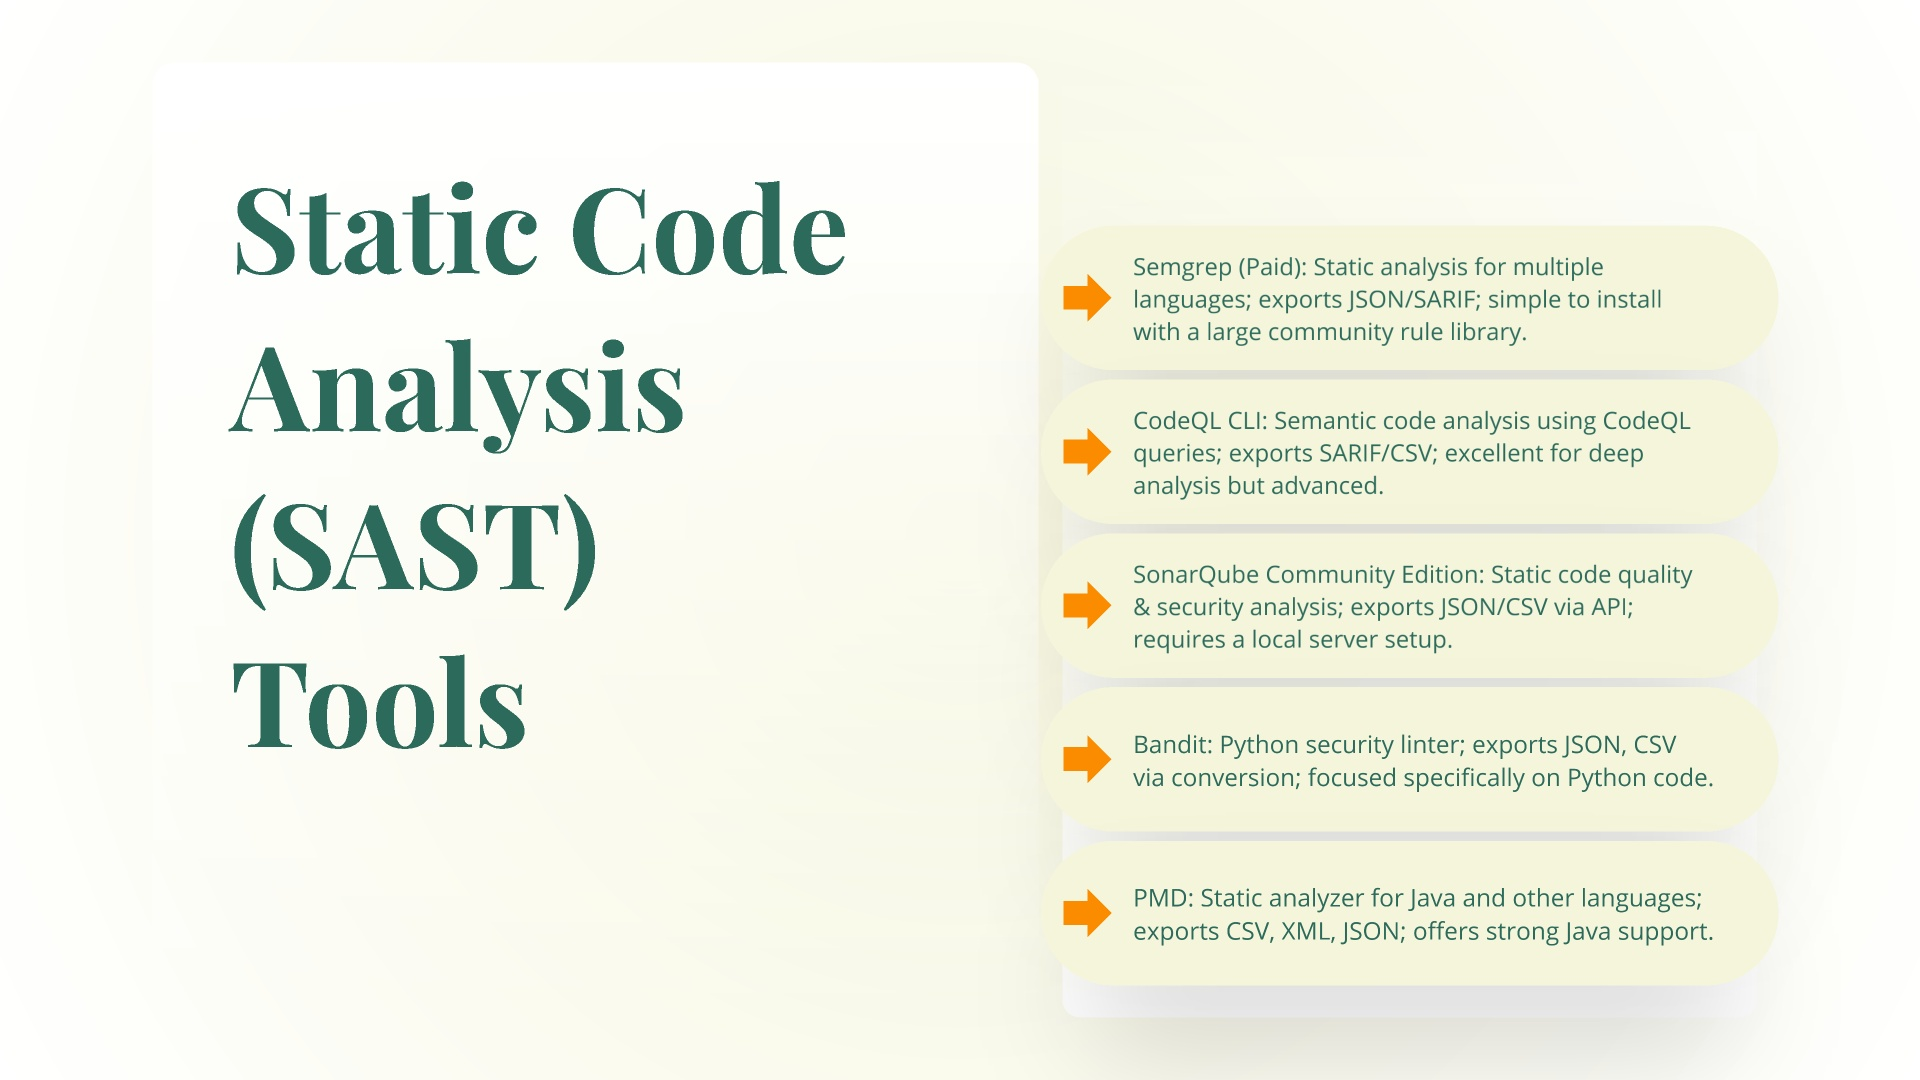 Static Code
Analysis
(SAST)
Tools
Semgrep (Paid): Static analysis for multiple
languages; exports JSON/SARIF; simple to install
with a large community rule library.
CodeQL CLI: Semantic code analysis using CodeQL
queries; exports SARIF/CSV; excellent for deep
analysis but advanced.
SonarQube Community Edition: Static code quality
& security analysis; exports JSON/CSV via API;
requires a local server setup.
Bandit: Python security linter; exports JSON, CSV
via conversion; focused specifically on Python code.
PMD: Static analyzer for Java and other languages;
exports CSV, XML, JSON; offers strong Java support.